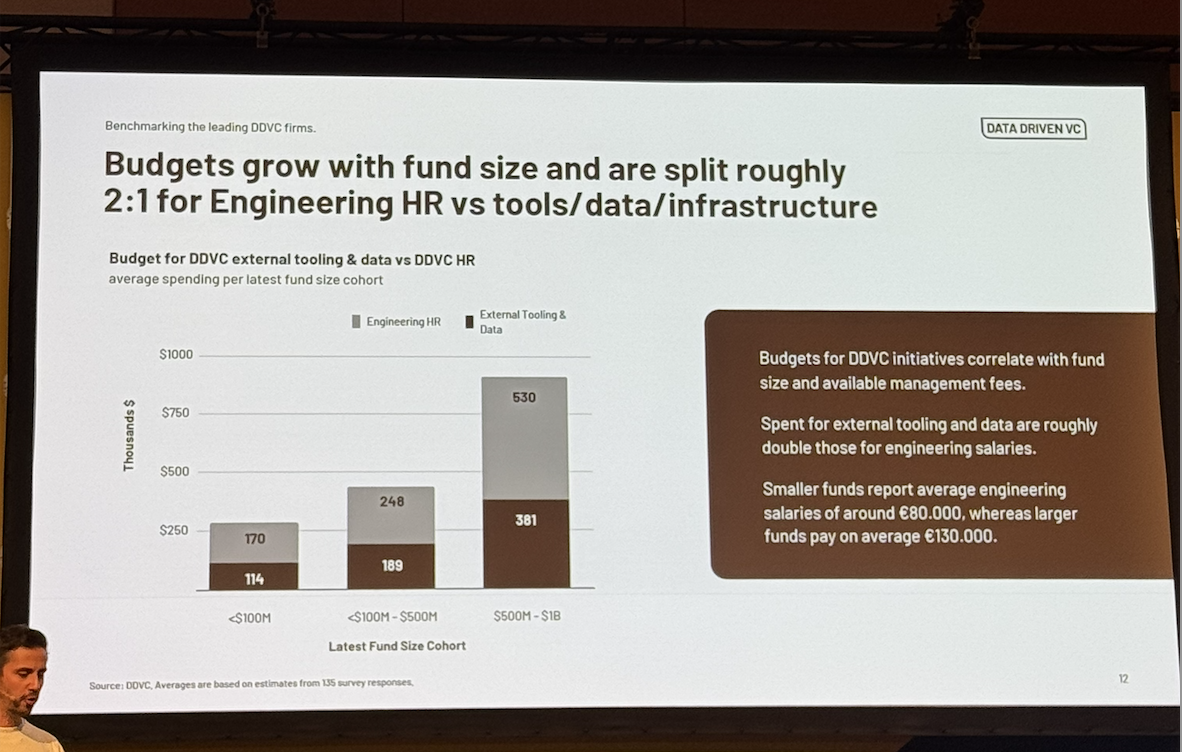 Benchmarking the leading DDVC firms.
DATA DRIVEN VC
Budgets grow with fund size and are split roughly
2:1 for Engineering HR vs tools/data/infrastructure
Budget for DDVC external tooling & data vs DDVC HR
average spending per latest fund size cohort
Engineering HR
External Tooling &
Data
Thousands $
$1000
$750
$500
$250
170
114
248
189
530
381
<$100M
<$100M - $500M
$500M - $1B
Latest Fund Size Cohort
Budgets for DDVC initiatives correlate with fund
size and available management fees.
Spent for external tooling and data are roughly
double those for engineering salaries.
Smaller funds report average engineering
salaries of around €80.000, whereas larger
funds pay on average €130.000.
Source: DDVC, Averages are based on estimates from 135 survey responses.
12